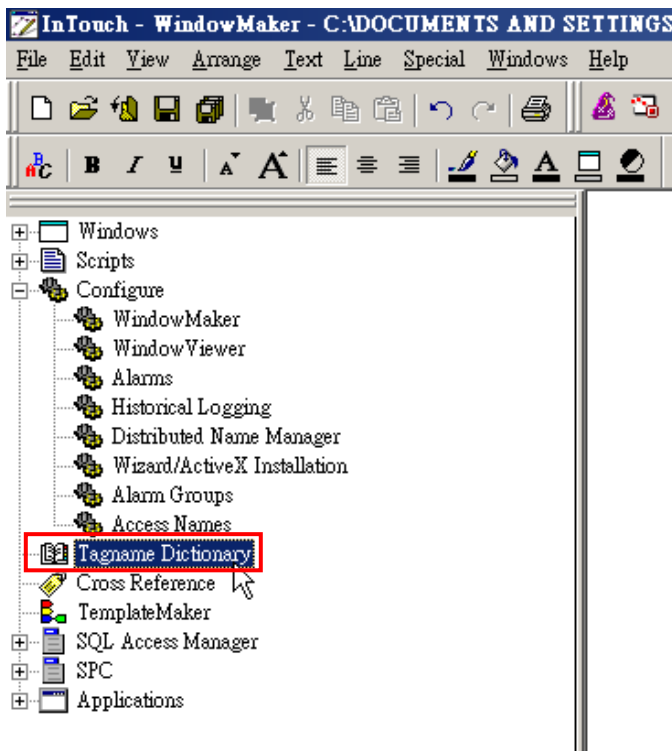 InTouch - WindowMaker - C:\DOCUMENTS AND SETTINGS
File Edit View Arrange Text Line Special Windows Help
ABC B I U A A A
Windows
Scripts
Configure
WindowMaker
WindowViewer
Alarms
Historical Logging
Distributed Name Manager
Wizard/ActiveX Installation
Alarm Groups
Access Names
Tagname Dictionary
Cross Reference
TemplateMaker
SQL Access Manager
SPC
Applications